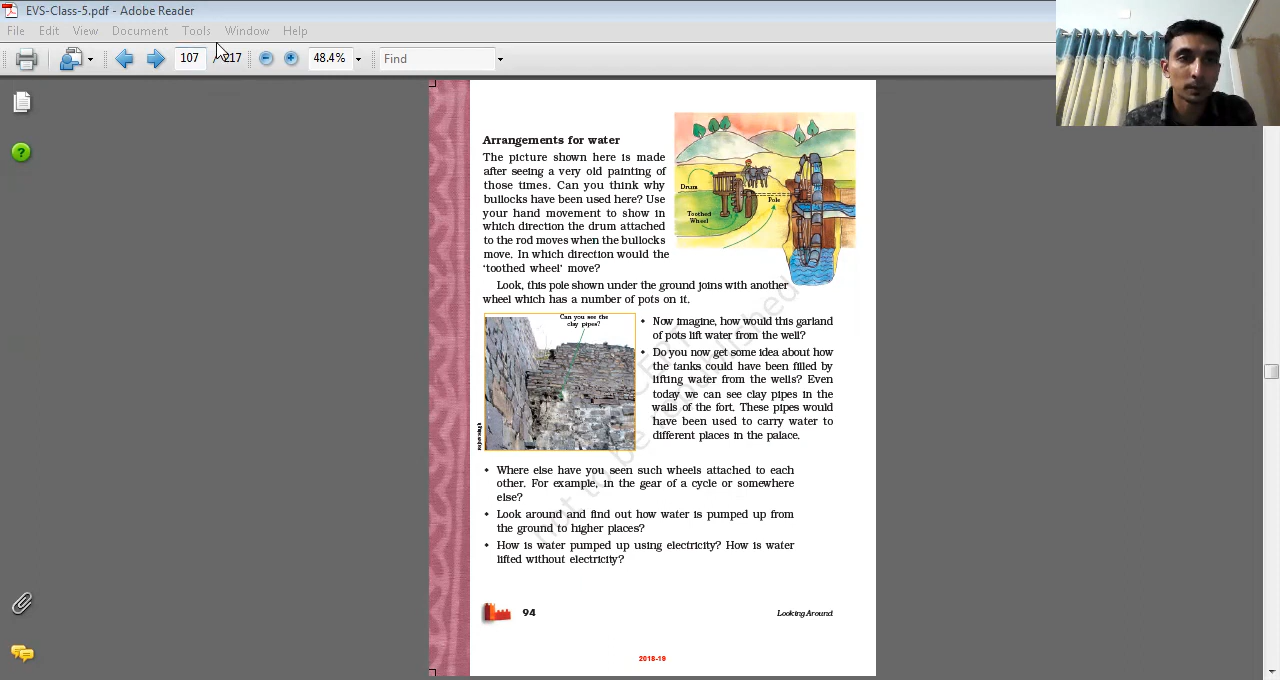 EVS-Class-5.pdf - Adobe Reader
File Edit View Document Tools Window Help
107 / 217 48.4% Find
Arrangements for water
The picture shown here is made
after seeing a very old painting of
those times. Can you think why
bullocks have been used here? Use
your hand movement to show in
which direction the drum attached
to the rod moves when the bullocks
move. In which direction would the
‘toothed wheel’ move?
Drum
Pole
Toothed
Wheel
Look, this pole shown under the ground joins with another
wheel which has a number of pots on it.
Can you see the
clay pipes?
• Now imagine, how would this garland
of pots lift water from the well?
• Do you now get some idea about how
the tanks could have been filled by
lifting water from the wells? Even
today we can see clay pipes in the
walls of the fort. These pipes would
have been used to carry water to
different places in the palace.
• Where else have you seen such wheels attached to each
other. For example, in the gear of a cycle or somewhere
else?
• Look around and find out how water is pumped up from
the ground to higher places?
• How is water pumped up using electricity? How is water
lifted without electricity?
94
Looking Around
2018-19